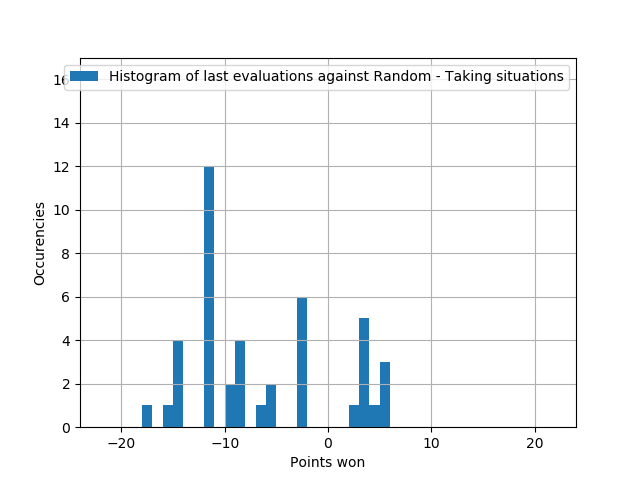 Histogram of last evaluations against Random - Taking situations
16
14
12
10
8
6
4
2
0
Occurencies
−20 −10 0 10 20
Points won